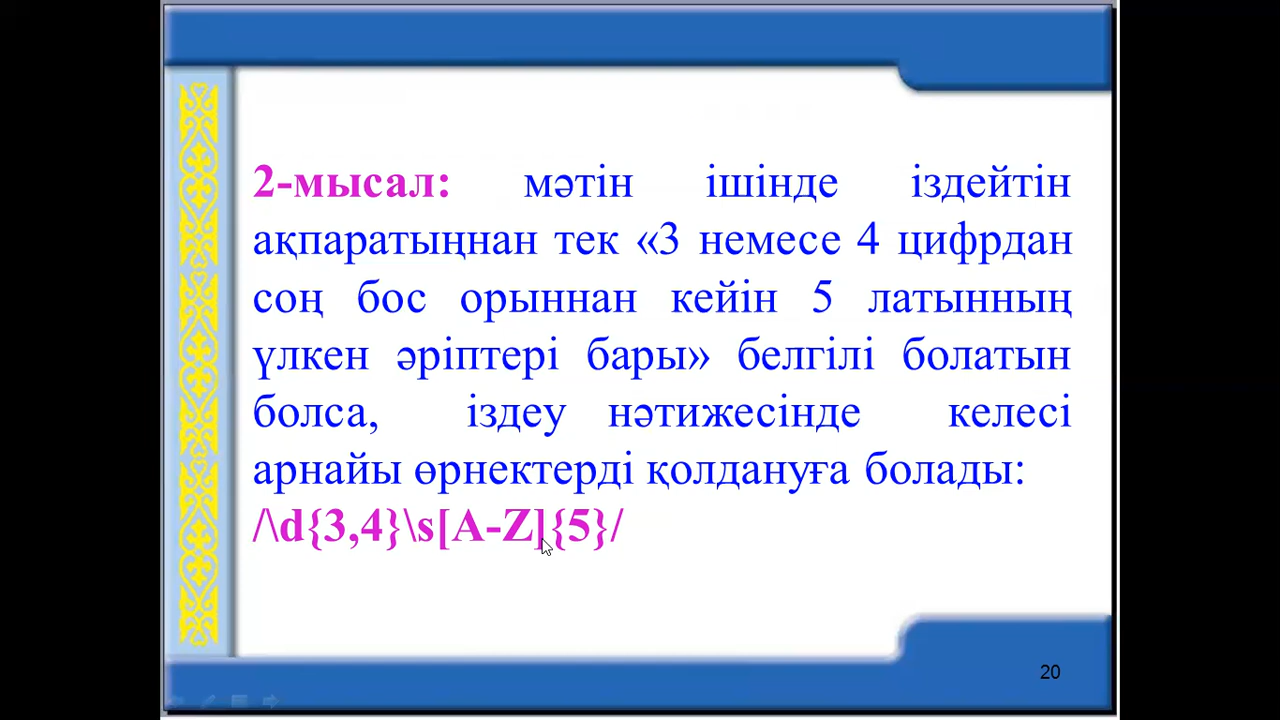 2-мысал: мәтін ішінде іздейтін
ақпаратыңнан тек «3 немесе 4 цифрдан
соң бос орыннан кейін 5 латынның
үлкен әріптері бары» белгілі болатын
болса, іздеу нәтижесінде келесі
арнайы өрнектерді қолдануға болады:
/\d{3,4}\s[A-Z]{5}/
20